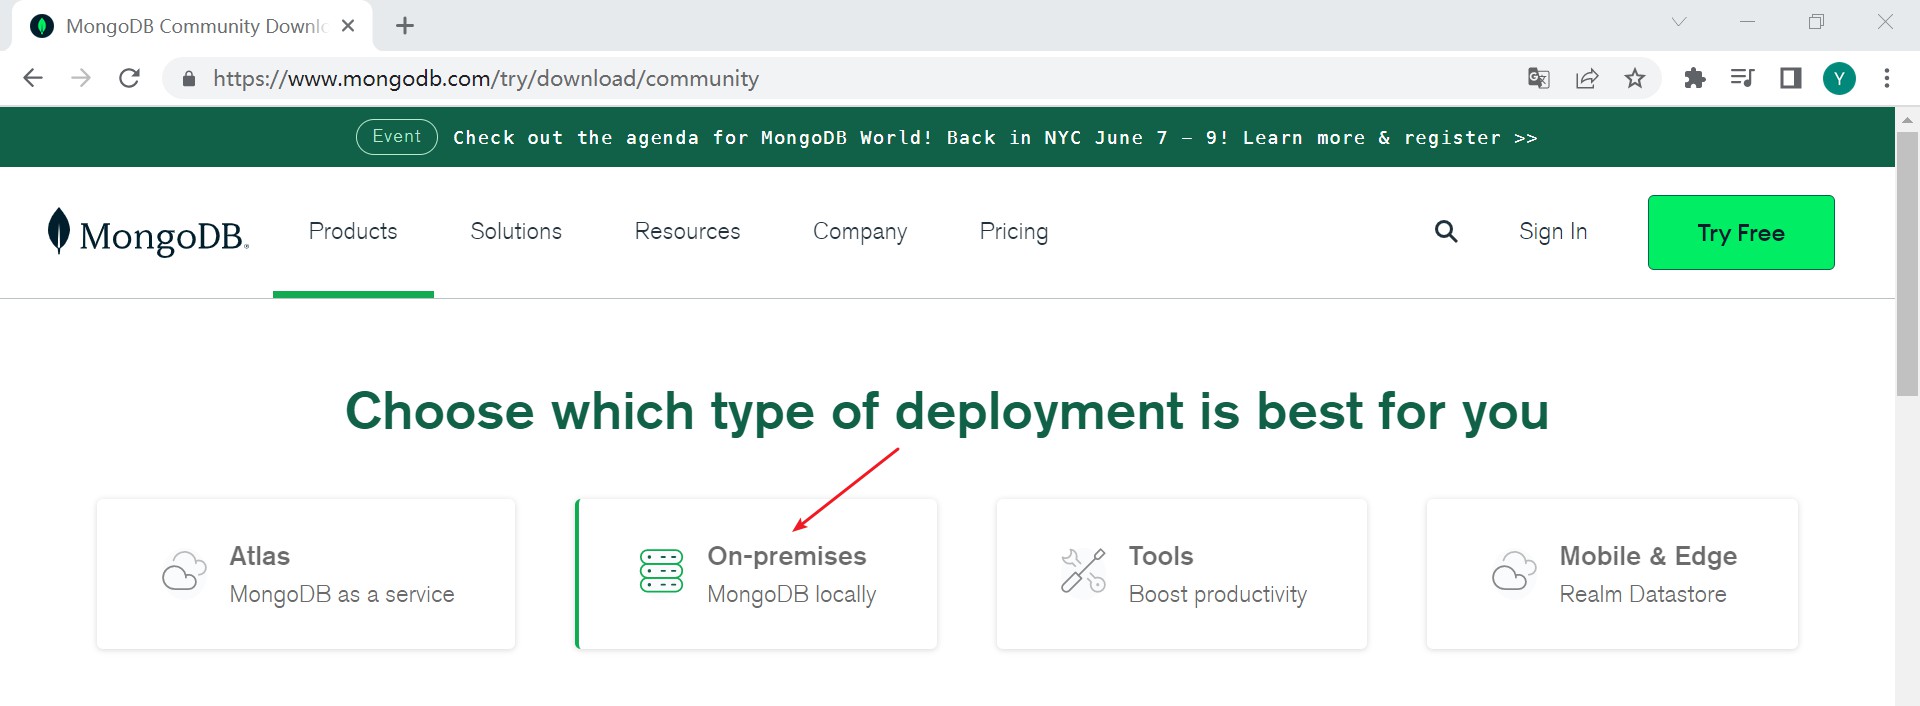 MongoDB Community Downlo
https://www.mongodb.com/try/download/community
Y
Event Check out the agenda for MongoDB World! Back in NYC June 7 – 9! Learn more & register >>
MongoDB. Products Solutions Resources Company Pricing Sign In Try Free
Choose which type of deployment is best for you
Atlas
MongoDB as a service
On-premises
MongoDB locally
Tools
Boost productivity
Mobile & Edge
Realm Datastore